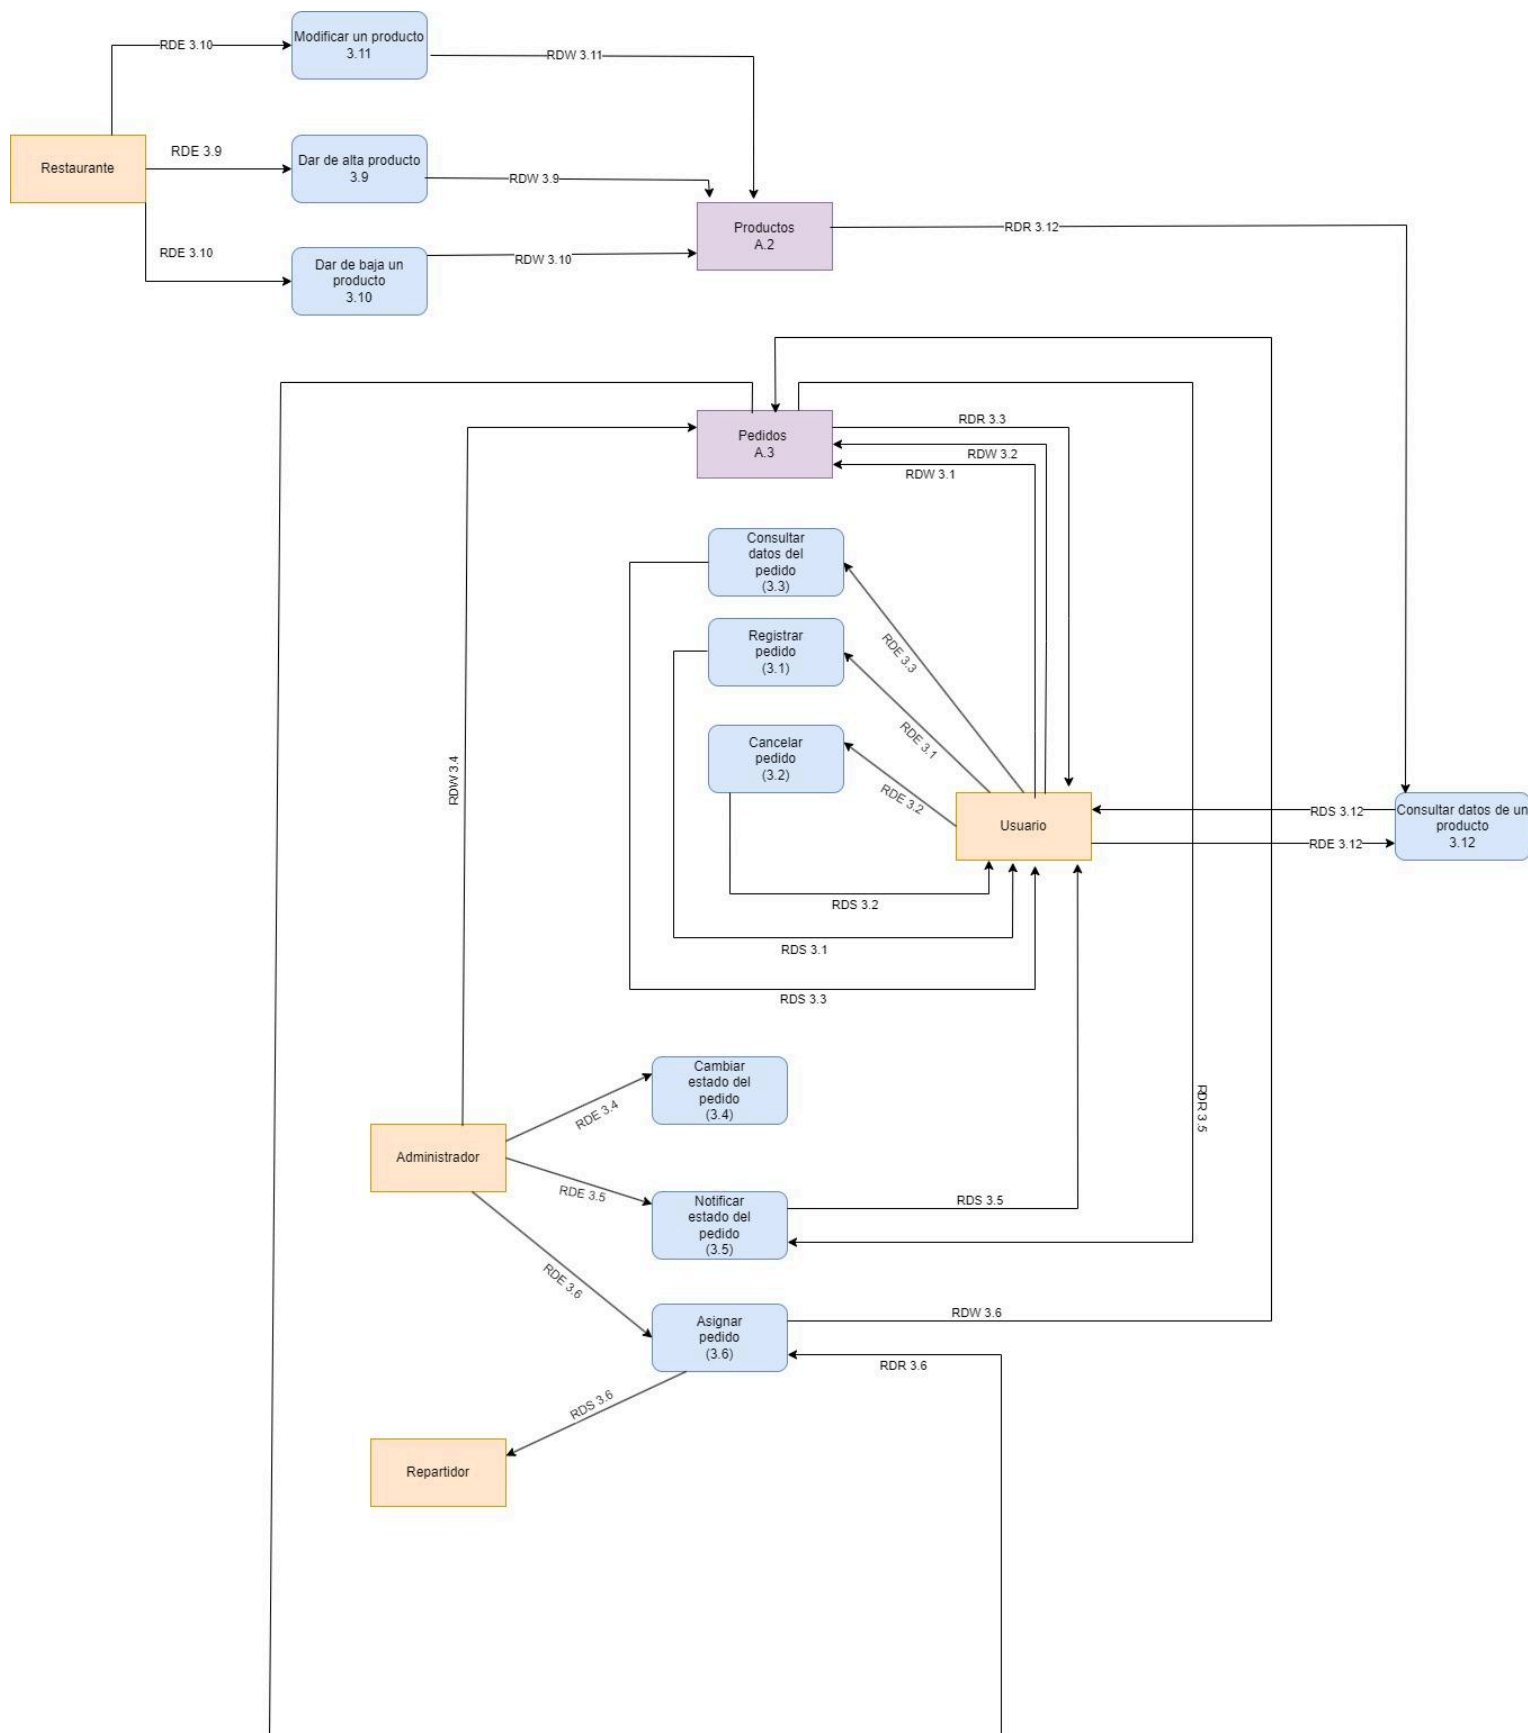 RDE 3.10
Modificar un producto
3.11
RDW 3.11
Restaurante
RDE 3.9
Dar de alta producto
3.9
RDW 3.9
RDE 3.10
Dar de baja un
producto
3.10
RDW 3.10
Productos
A.2
RDR 3.12
Pedidos
A.3
RDR 3.3
RDW 3.2
RDW 3.1
Consultar
datos del
pedido
(3.3)
RDE 3.3
Registrar
pedido
(3.1)
RDE 3.1
Cancelar
pedido
(3.2)
RDE 3.2
RDW 3.4
Usuario
RDS 3.12
RDE 3.12
Consultar datos de un
producto
3.12
RDS 3.2
RDS 3.1
RDS 3.3
Cambiar
estado del
pedido
(3.4)
RDE 3.4
RDR 3.5
Administrador
RDE 3.5
Notificar
estado del
pedido
(3.5)
RDS 3.5
RDE 3.6
Asignar
pedido
(3.6)
RDW 3.6
RDR 3.6
RDS 3.6
Repartidor